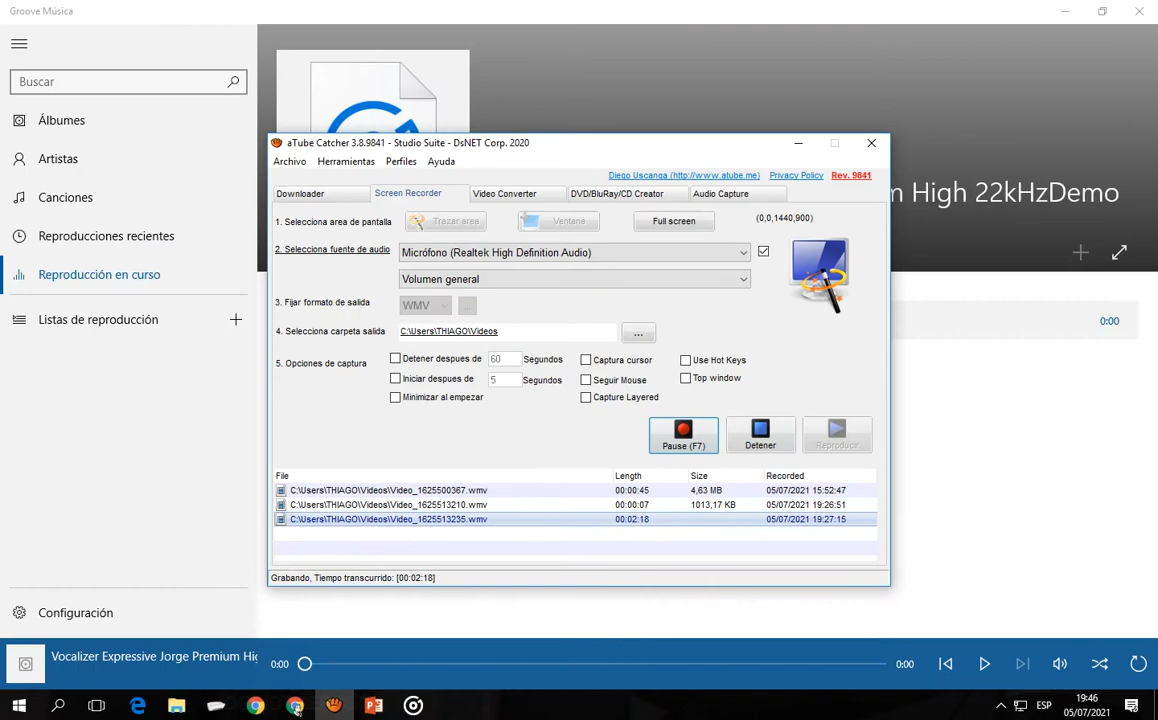 Groove Música
Buscar
Álbumes
Artistas
Canciones
Reproducciones recientes
Reproducción en curso
Listas de reproducción
Configuración
m High 22kHzDemo
0:00
aTube Catcher 3.8.9841 - Studio Suite - DsNET Corp. 2020
Archivo Herramientas Perfiles Ayuda
Diego Uscanga (http://www.atube.me) Privacy Policy Rev. 9841
Downloader Screen Recorder Video Converter DVD/BluRay/CD Creator Audio Capture
1. Selecciona area de pantalla Trazar area Ventana Full screen (0,0,1440,900)
2. Selecciona fuente de audio Micrófono (Realtek High Definition Audio)
Volumen general
3. Fijar formato de salida WMV ...
4. Selecciona carpeta salida C:\Users\THIAGO\Videos ...
5. Opciones de captura Detener despues de 60 Segundos Captura cursor Use Hot Keys
Iniciar despues de 5 Segundos Seguir Mouse Top window
Minimizar al empezar Capture Layered
Pause (F7) Detener Reproducir
File Length Size Recorded
C:\Users\THIAGO\Videos\Video_1625500367.wmv 00:00:45 4,63 MB 05/07/2021 15:52:47
C:\Users\THIAGO\Videos\Video_1625513210.wmv 00:00:07 1013,17 KB 05/07/2021 19:26:51
C:\Users\THIAGO\Videos\Video_1625513235.wmv 00:02:18 05/07/2021 19:27:15
Grabando, Tiempo transcurrido: [00:02:18]
Vocalizer Expressive Jorge Premium Hig 0:00 0:00
ESP 19:46
05/07/2021